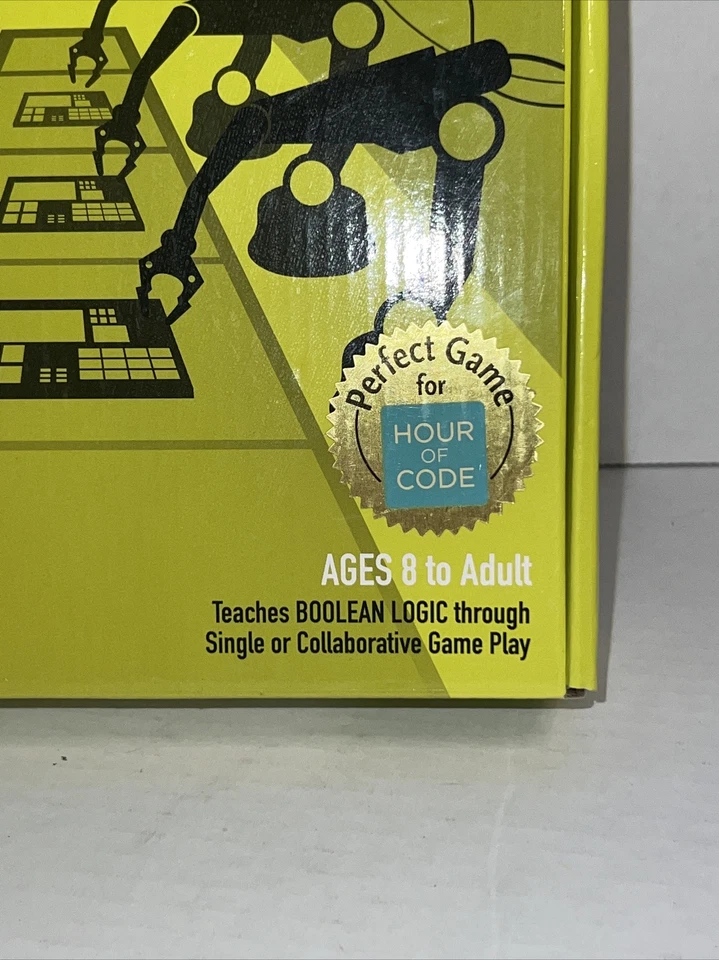 Perfect Game
for
HOUR
OF
CODE
AGES 8 to Adult
Teaches BOOLEAN LOGIC through
Single or Collaborative Game Play